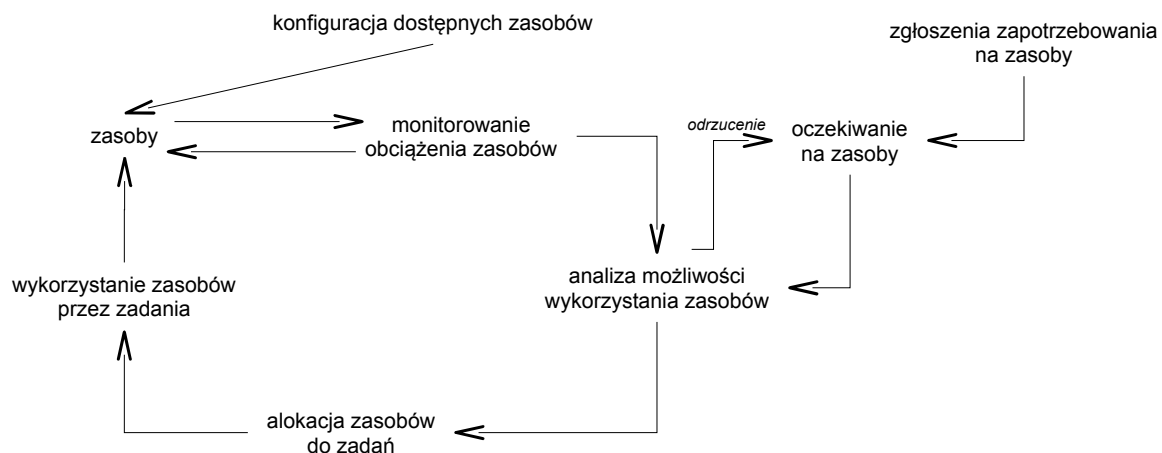 konfiguracja dostępnych zasobów
zgłoszenia zapotrzebowania
na zasoby
zasoby
monitorowanie
obciążenia zasobów
odrzucenie
oczekiwanie
na zasoby
wykorzystanie zasobów
przez zadania
analiza możliwości
wykorzystania zasobów
alokacja zasobów
do zadań